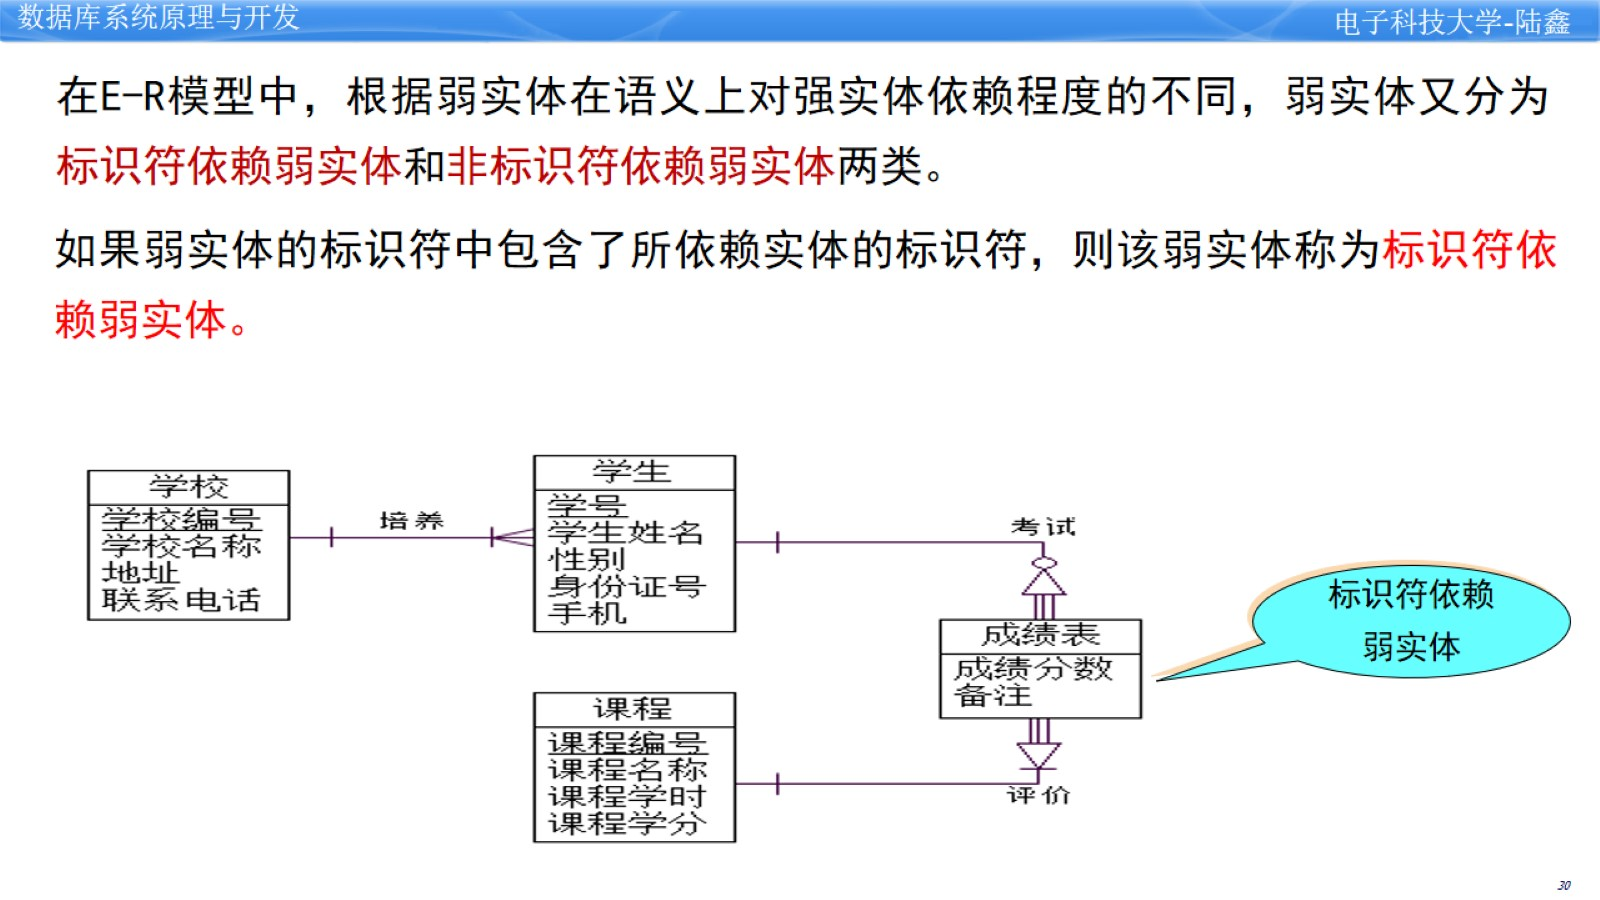 数据库系统原理与开发
电子科技大学-陆鑫
在E-R模型中，根据弱实体在语义上对强实体依赖程度的不同，弱实体又分为
标识符依赖弱实体和非标识符依赖弱实体两类。
如果弱实体的标识符中包含了所依赖实体的标识符，则该弱实体称为标识符依
赖弱实体。
学校
学校编号
学校名称
地址
联系电话
培养
学生
学号
学生姓名
性别
身份证号
手机
考试
成绩表
成绩分数
备注
标识符依赖
弱实体
课程
课程编号
课程名称
课程学时
课程学分
评价
30